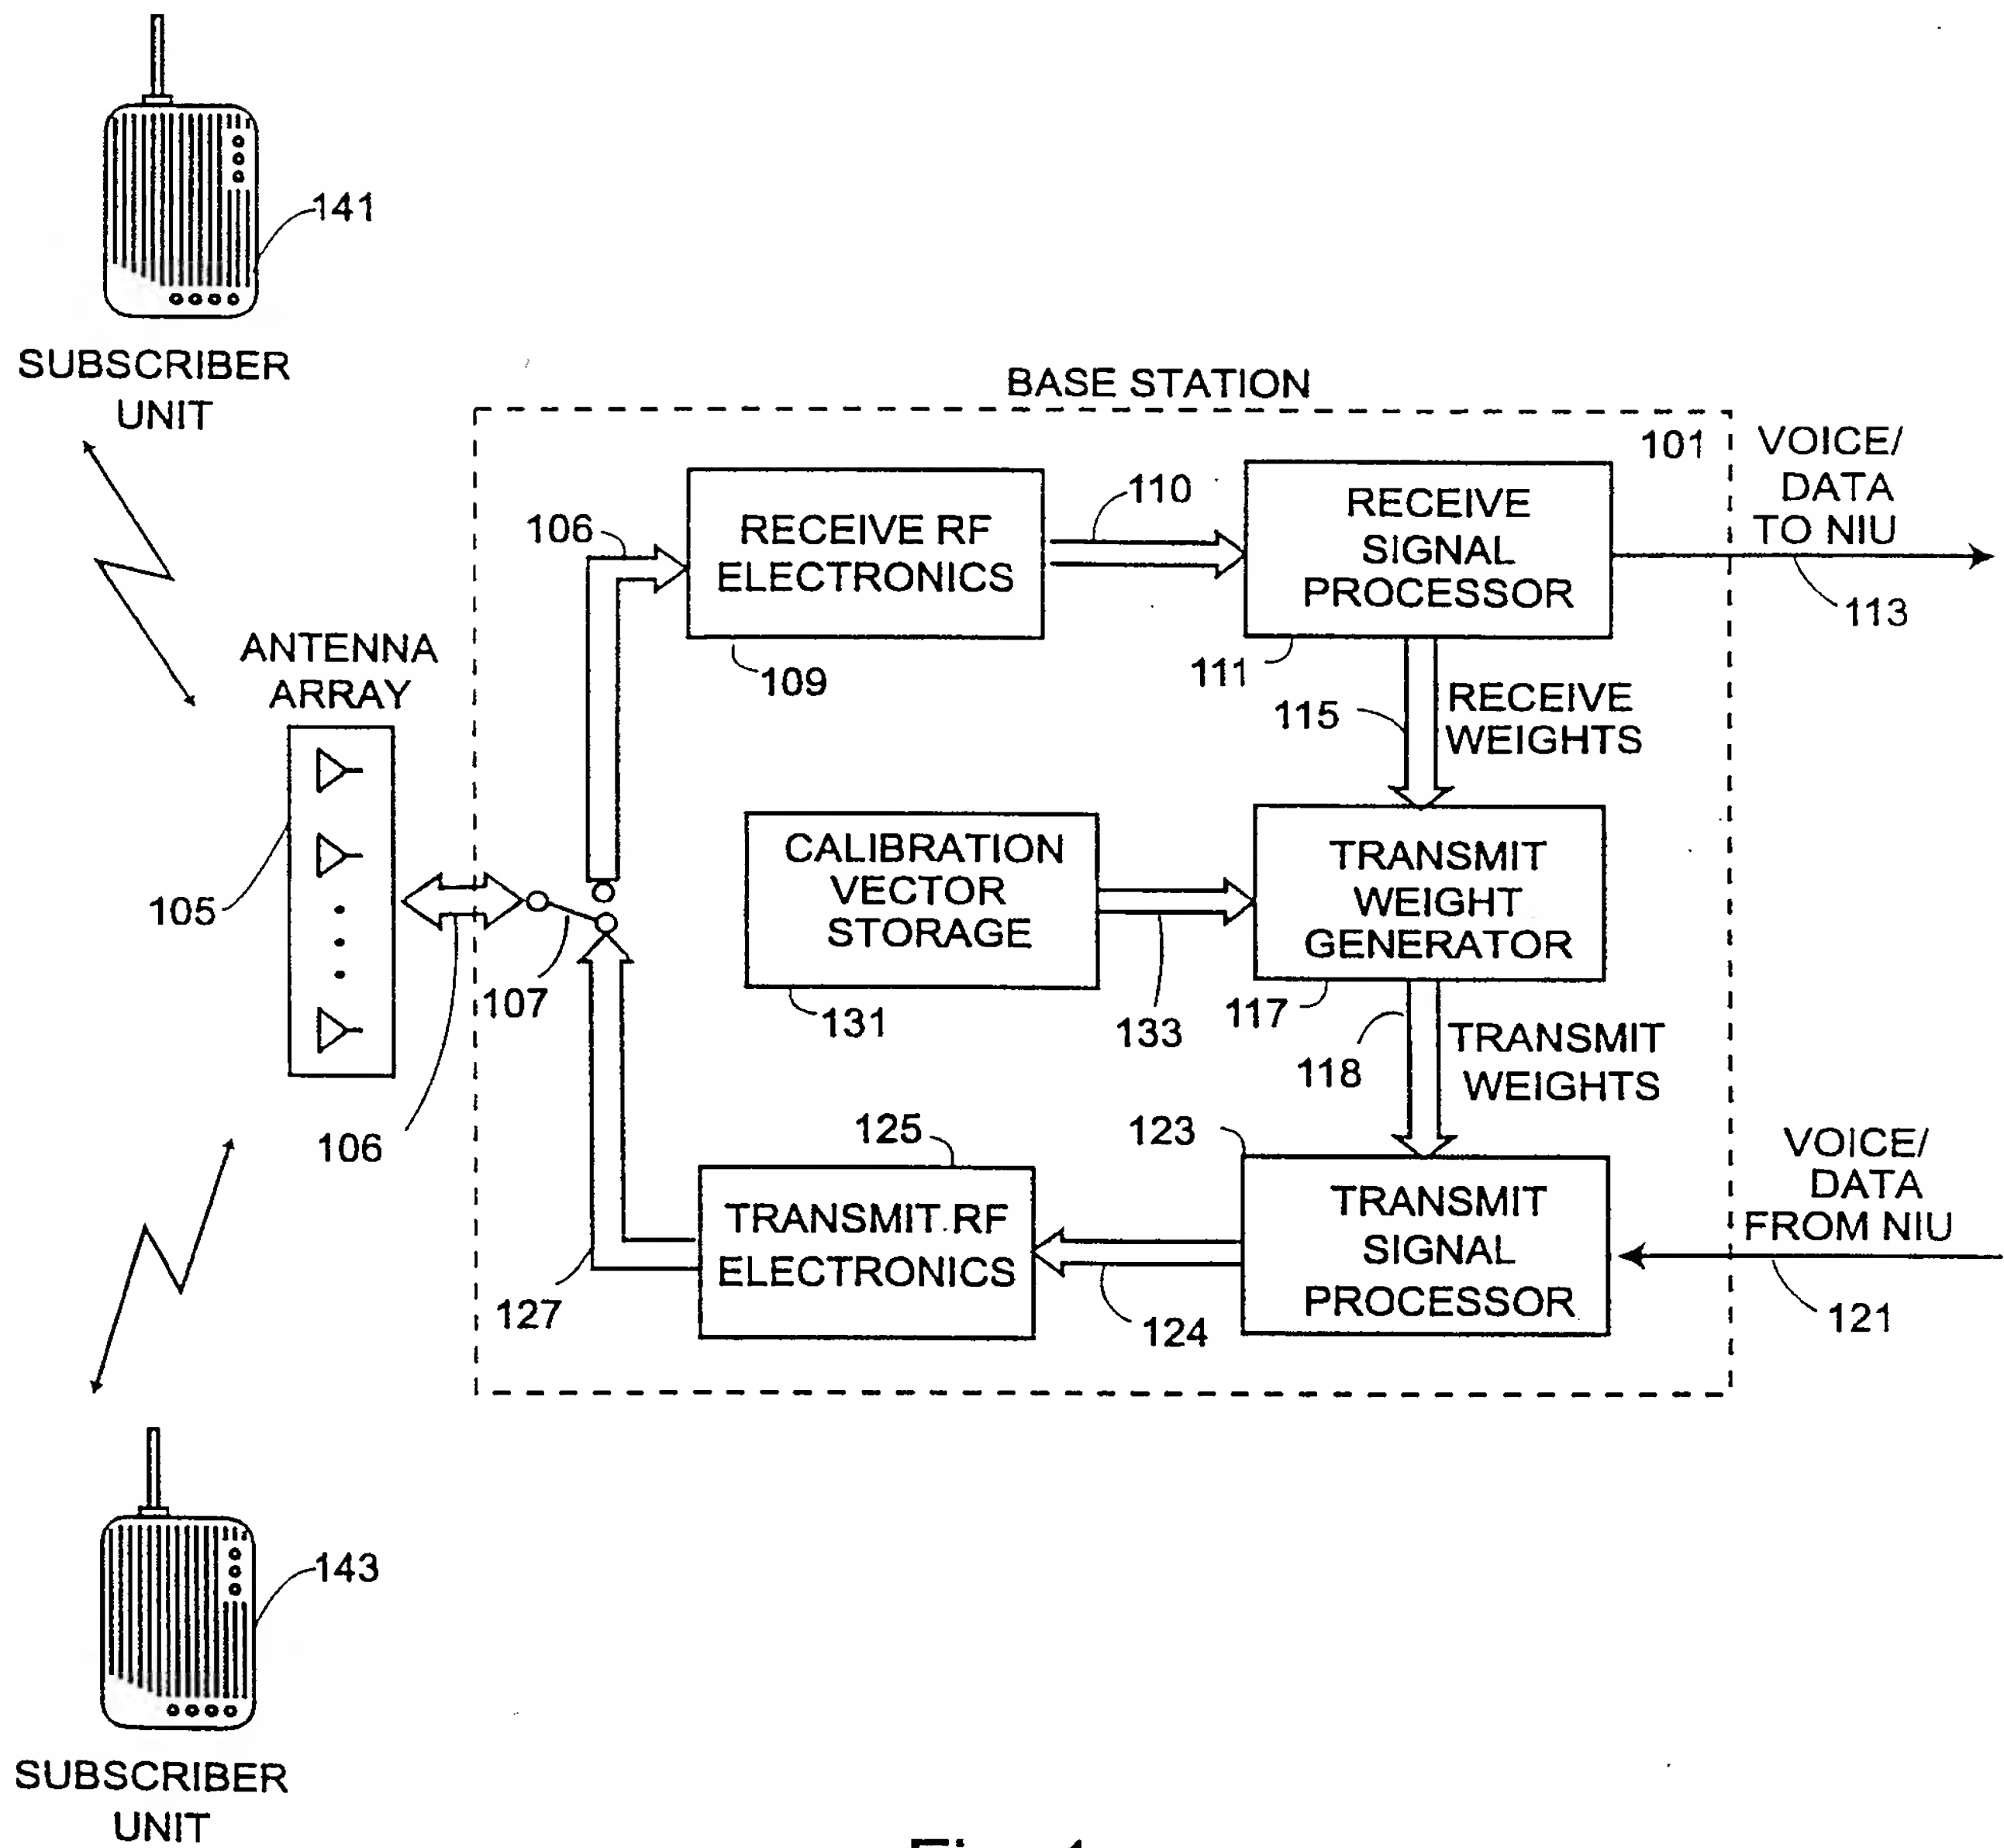 141
SUBSCRIBER
UNIT
BASE STATION
101
VOICE/
DATA
TO NIU
113
106
RECEIVE RF
ELECTRONICS
109
110
RECEIVE
SIGNAL
PROCESSOR
111
115
RECEIVE
WEIGHTS
ANTENNA
ARRAY
105
106
107
CALIBRATION
VECTOR
STORAGE
131
133
TRANSMIT
WEIGHT
GENERATOR
117
118
TRANSMIT
WEIGHTS
125
TRANSMIT RF
ELECTRONICS
127
124
123
TRANSMIT
SIGNAL
PROCESSOR
VOICE/
DATA
FROM NIU
121
143
SUBSCRIBER
UNIT